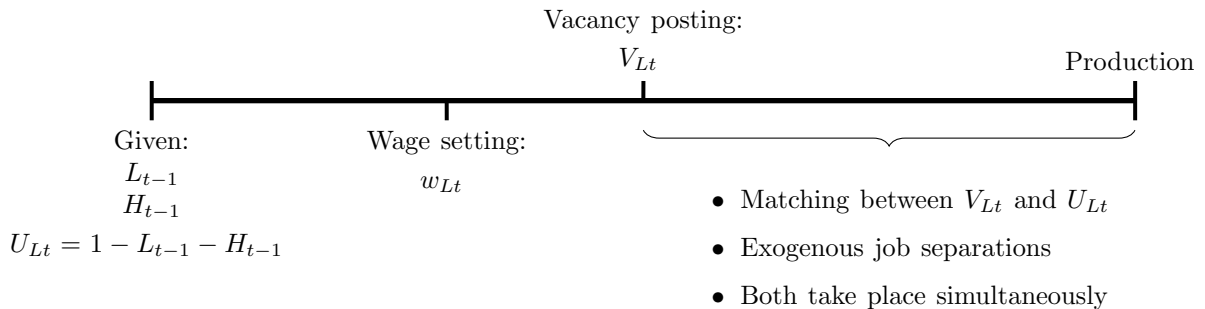 Vacancy posting:
$V_{Lt}$
Production
Given:
$L_{t-1}$
$H_{t-1}$
$U_{Lt} = 1 - L_{t-1} - H_{t-1}$
Wage setting:
$w_{Lt}$
• Matching between $V_{Lt}$ and $U_{Lt}$
• Exogenous job separations
• Both take place simultaneously